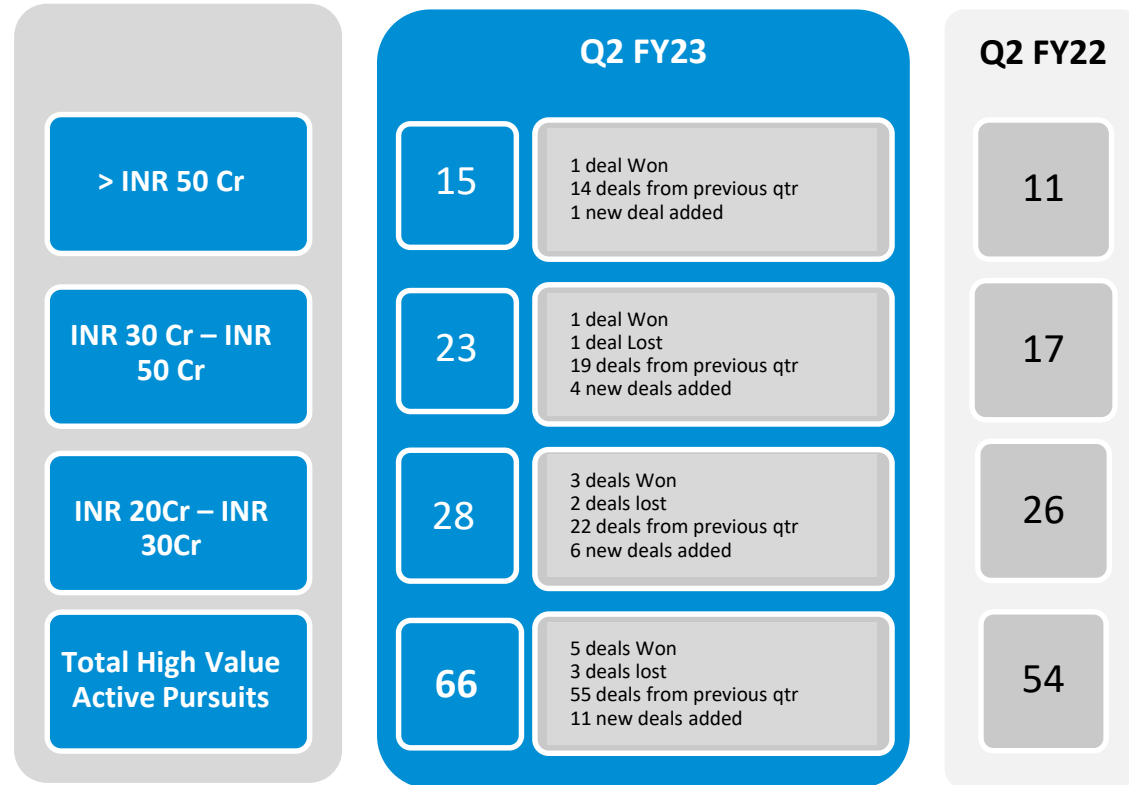 Q2 FY23
Q2 FY22
> INR 50 Cr
15
1 deal Won
14 deals from previous qtr
1 new deal added
11
INR 30 Cr – INR
50 Cr
23
1 deal Won
1 deal Lost
19 deals from previous qtr
4 new deals added
17
INR 20Cr – INR
30Cr
28
3 deals Won
2 deals lost
22 deals from previous qtr
6 new deals added
26
Total High Value
Active Pursuits
66
5 deals Won
3 deals lost
55 deals from previous qtr
11 new deals added
54